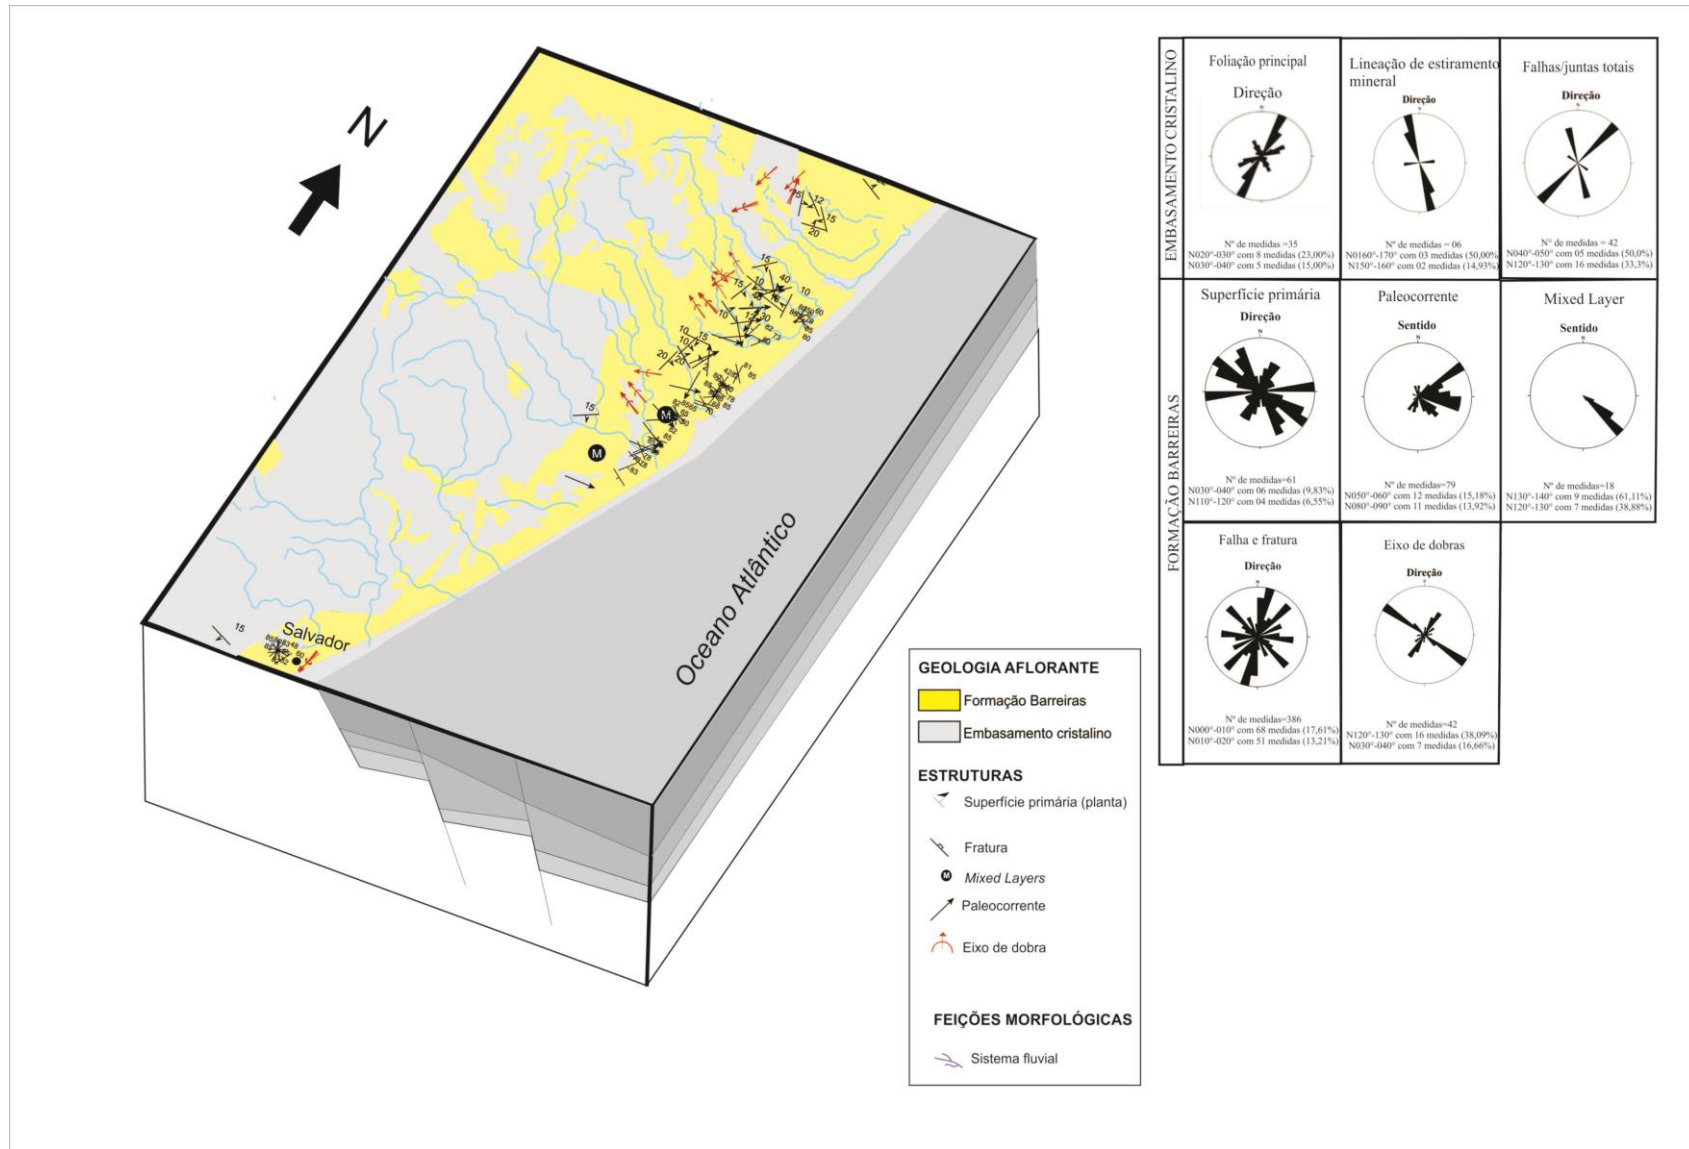 N
Salvador
Oceano Atlântico
15
15
M
M
EMBASAMENTO CRISTALINO
Foliação principal
Direção
N
Nº de medidas =35
N020°-030° com 8 medidas (23,00%)
N030°-040° com 5 medidas (15,00%)
Lineação de estiramento
mineral
Direção
N
Nº de medidas = 06
N0160°-170° com 03 medidas (50,00%)
N150°-160° com 02 medidas (14,93%)
Falhas/juntas totais
Direção
N
Nº de medidas = 42
N040°-050° com 05 medidas (50,0%)
N120°-130° com 16 medidas (33,3%)
FORMAÇÃO BARREIRAS
Superfície primária
Direção
N
Nº de medidas=61
N030°-040° com 06 medidas (9,83%)
N110°-120° com 04 medidas (6,55%)
Paleocorrente
Sentido
N
Nº de medidas=79
N050°-060° com 12 medidas (15,18%)
N080°-090° com 11 medidas (13,92%)
Mixed Layer
Sentido
N
Nº de medidas=18
N130°-140° com 9 medidas (61,11%)
N120°-130° com 7 medidas (38,88%)
Falha e fratura
Direção
N
Nº de medidas=386
N000°-010° com 68 medidas (17,61%)
N010°-020° com 51 medidas (13,21%)
Eixo de dobras
Direção
N
Nº de medidas=42
N120°-130° com 16 medidas (38,09%)
N030°-040° com 7 medidas (16,66%)
GEOLOGIA AFLORANTE
Formação Barreiras
Embasamento cristalino
ESTRUTURAS
Superfície primária (planta)
Fratura
M Mixed Layers
Paleocorrente
Eixo de dobra
FEIÇÕES MORFOLÓGICAS
Sistema fluvial